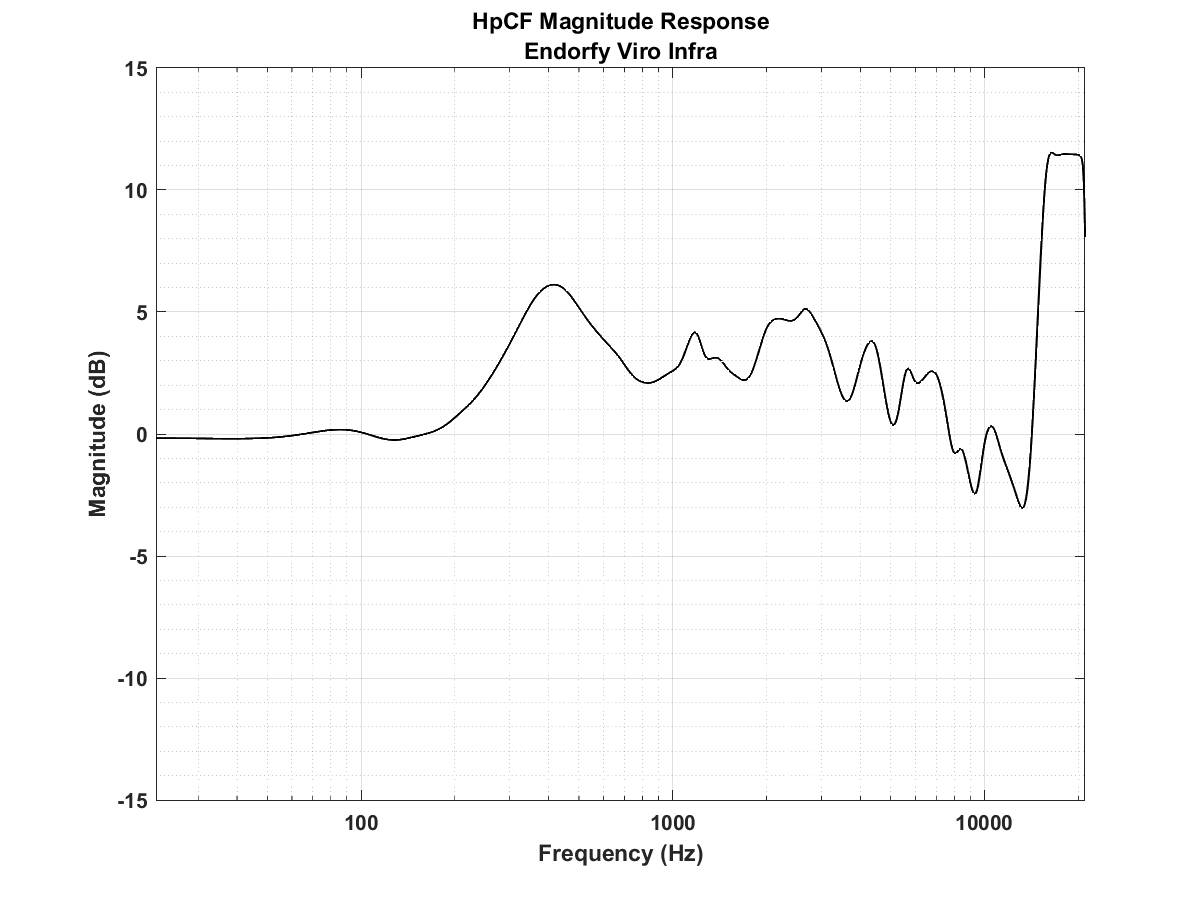 HpCF Magnitude Response
Endorfy Viro Infra
15
10
5
0
-5
-10
-15
Magnitude (dB)
100
1000
10000
Frequency (Hz)